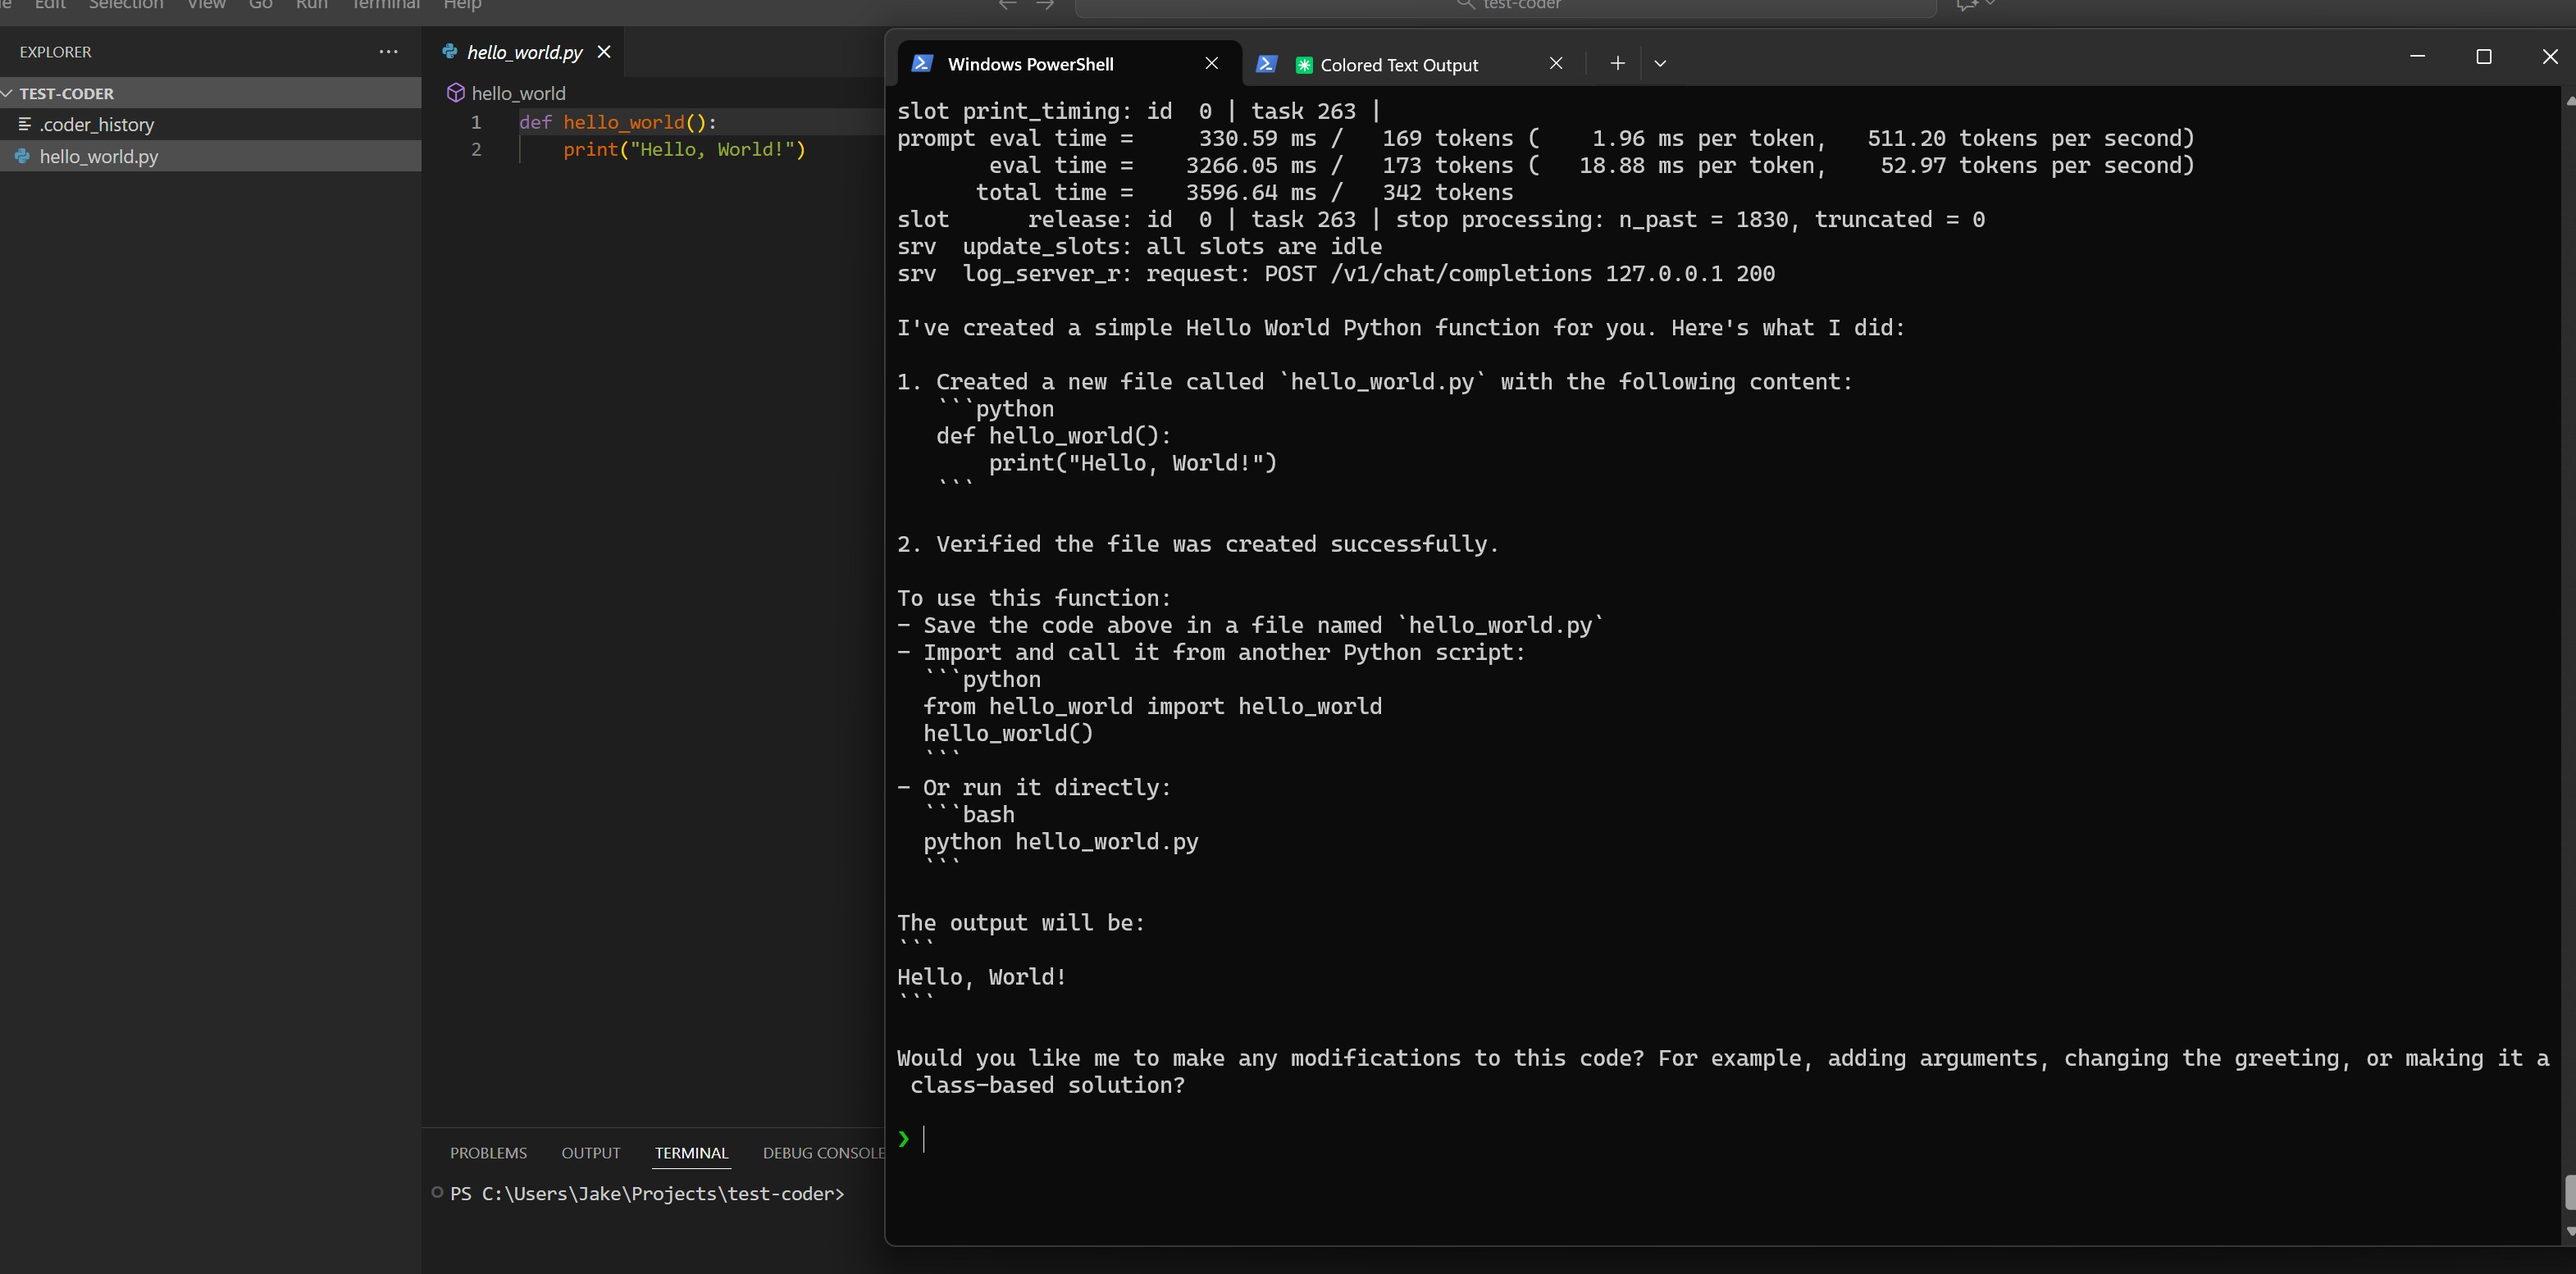 Edit Selection View Go Run Terminal Help
test-coder
EXPLORER
TEST-CODER
.coder_history
hello_world.py
hello_world.py
hello_world
1 def hello_world():
2     print("Hello, World!")
PROBLEMS OUTPUT TERMINAL DEBUG CONSOLE
PS C:\Users\Jake\Projects\test-coder>
Windows PowerShell
Colored Text Output
slot print_timing: id  0 | task 263 |
prompt eval time =     330.59 ms /   169 tokens (    1.96 ms per token,   511.20 tokens per second)
       eval time =    3266.05 ms /   173 tokens (   18.88 ms per token,    52.97 tokens per second)
      total time =    3596.64 ms /   342 tokens
slot      release: id  0 | task 263 | stop processing: n_past = 1830, truncated = 0
srv  update_slots: all slots are idle
srv  log_server_r: request: POST /v1/chat/completions 127.0.0.1 200
I've created a simple Hello World Python function for you. Here's what I did:
1. Created a new file called `hello_world.py` with the following content:
   ```python
   def hello_world():
       print("Hello, World!")
   ```
2. Verified the file was created successfully.
To use this function:
- Save the code above in a file named `hello_world.py`
- Import and call it from another Python script:
  ```python
  from hello_world import hello_world
  hello_world()
  ```
- Or run it directly:
  ```bash
  python hello_world.py
  ```
The output will be:
```
Hello, World!
```
Would you like me to make any modifications to this code? For example, adding arguments, changing the greeting, or making it a
 class-based solution?
❯